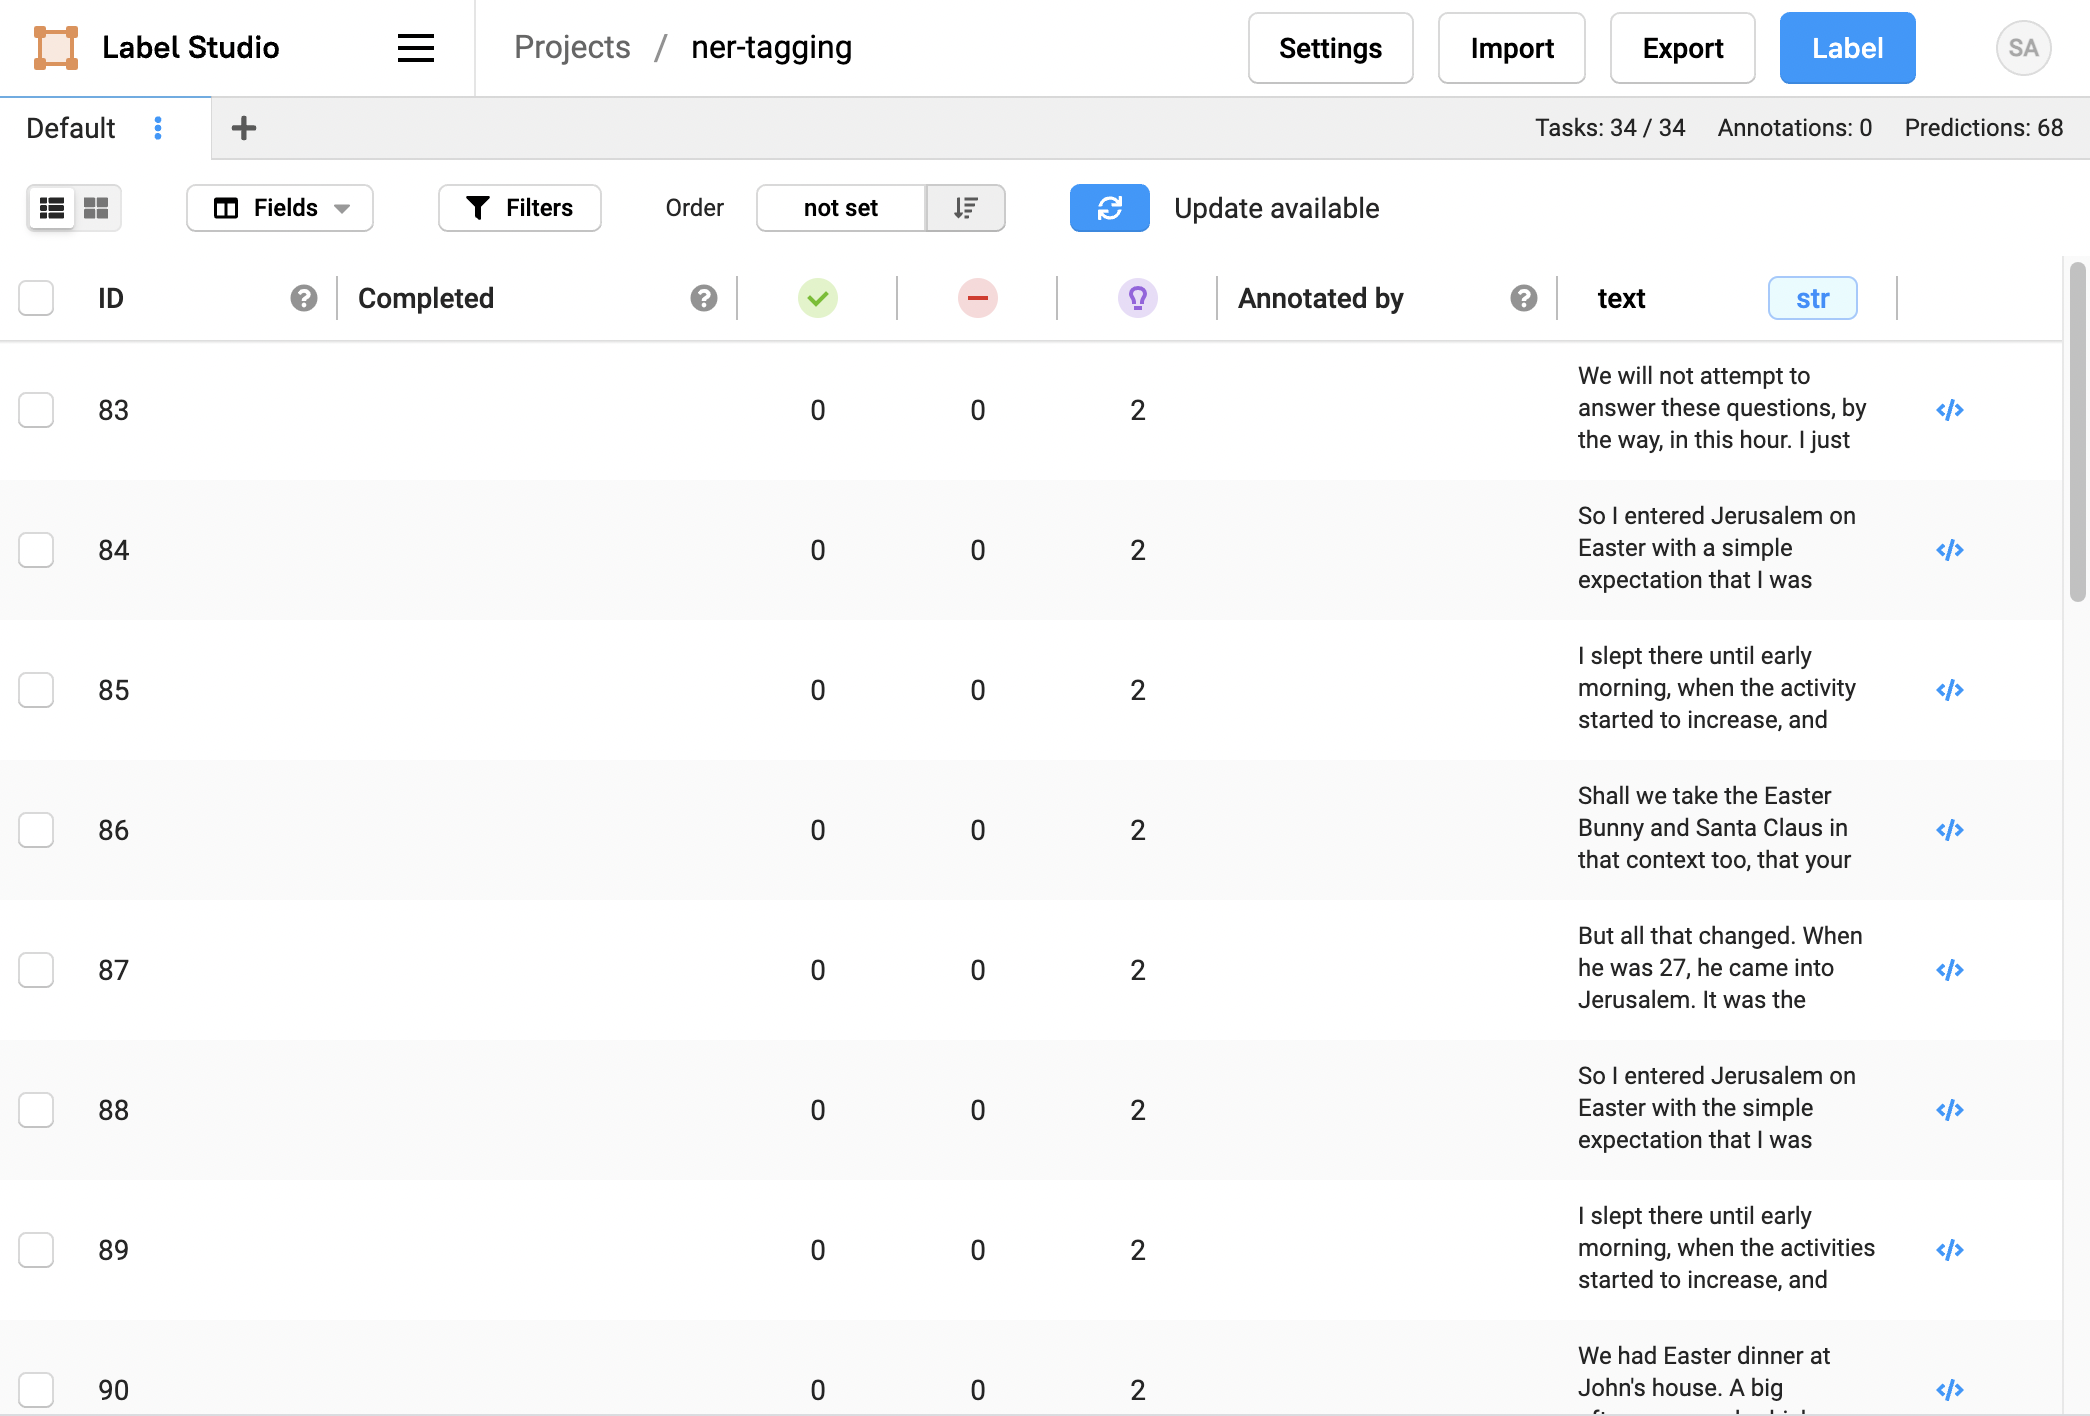 Label Studio
Projects / ner-tagging
Settings
Import
Export
Label
SA
Default
Tasks: 34 / 34
Annotations: 0
Predictions: 68
Fields
Filters
Order
not set
Update available
ID
Completed
Annotated by
text
str
83
0
0
2
We will not attempt to
answer these questions, by
the way, in this hour. I just
84
0
0
2
So I entered Jerusalem on
Easter with a simple
expectation that I was
85
0
0
2
I slept there until early
morning, when the activity
started to increase, and
86
0
0
2
Shall we take the Easter
Bunny and Santa Claus in
that context too, that your
87
0
0
2
But all that changed. When
he was 27, he came into
Jerusalem. It was the
88
0
0
2
So I entered Jerusalem on
Easter with the simple
expectation that I was
89
0
0
2
I slept there until early
morning, when the activities
started to increase, and
90
0
0
2
We had Easter dinner at
John's house. A big